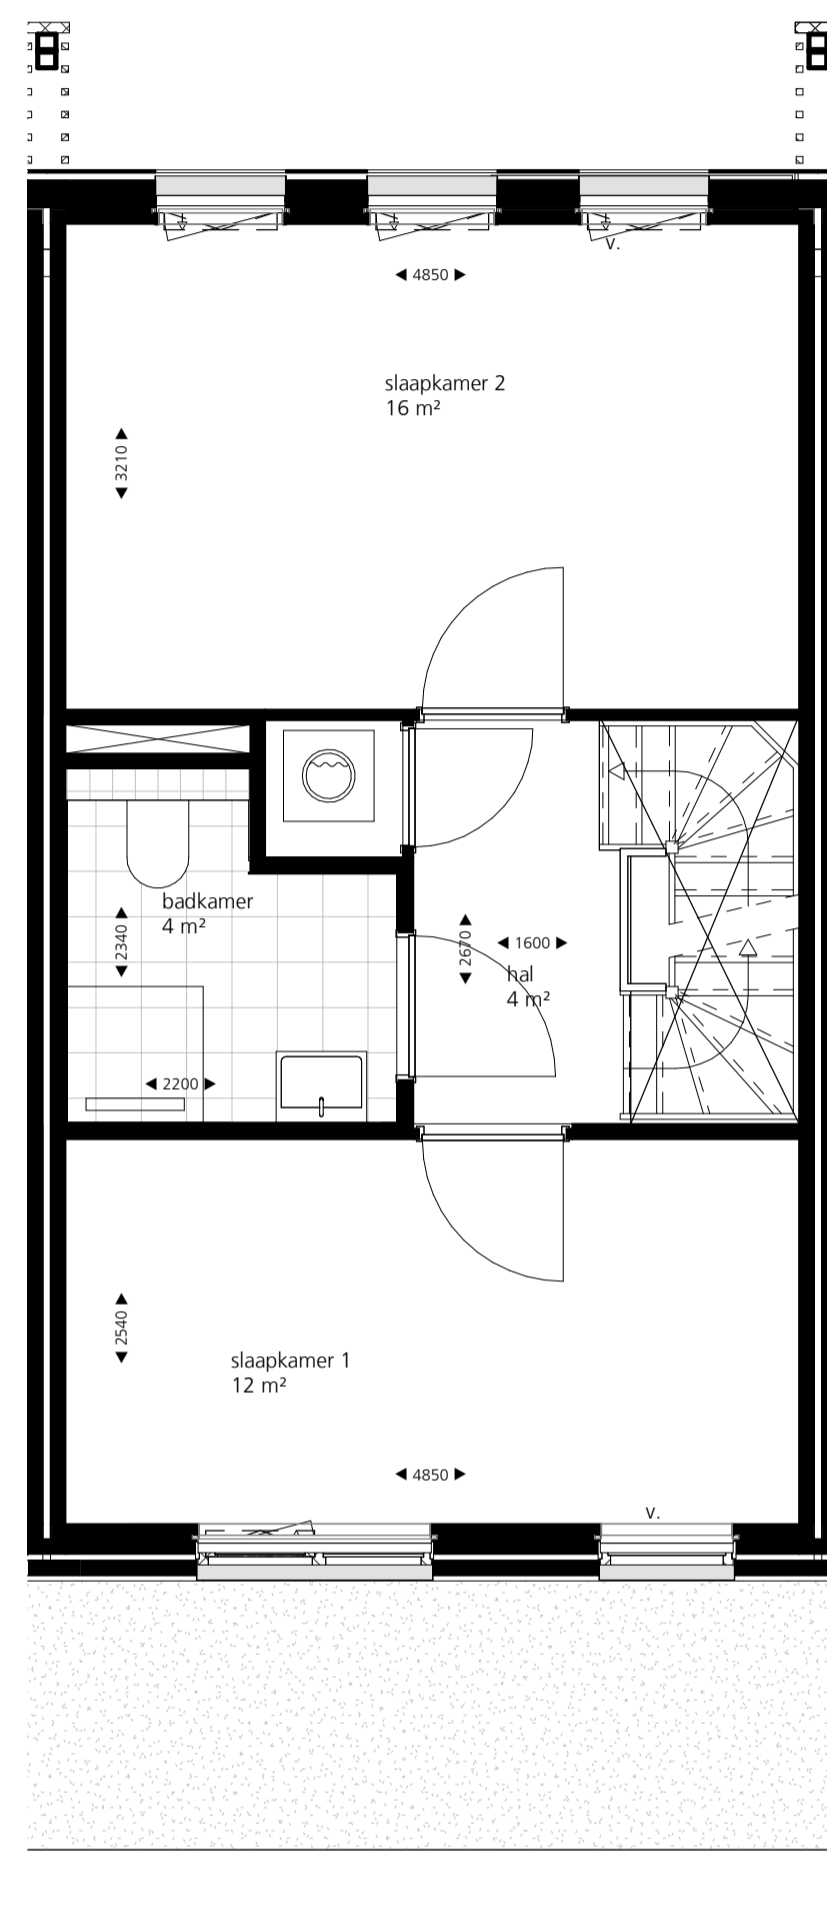 v.
4850
slaapkamer 2
16 m²
3210
badkamer
4 m²
2340
2670
1600
hal
4 m²
2200
2540
slaapkamer 1
12 m²
4850
v.